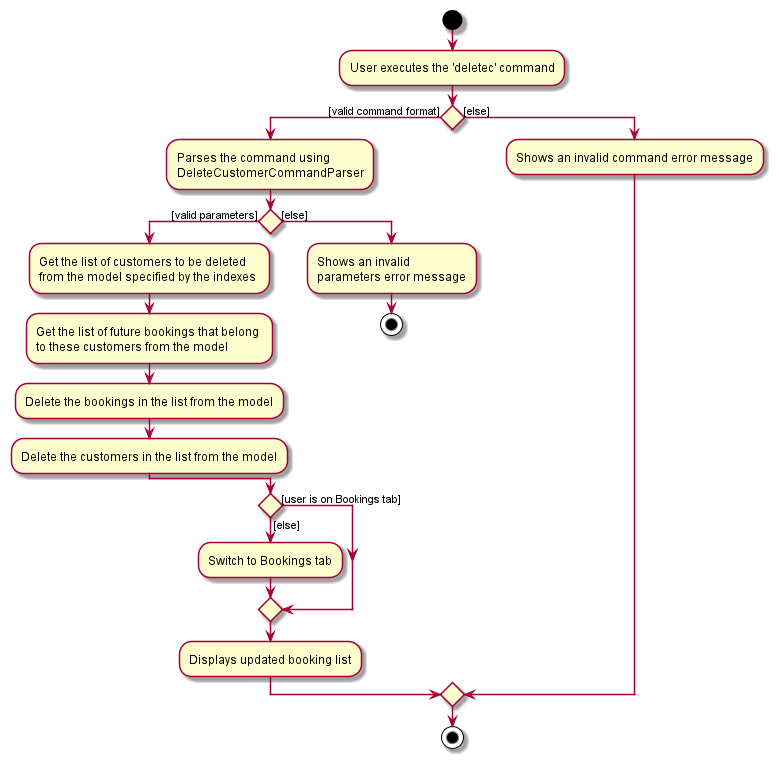 User executes the 'deletec' command
[valid command format]
[else]
Parses the command using
DeleteCustomerCommandParser
Shows an invalid command error message
[valid parameters]
[else]
Get the list of customers to be deleted
from the model specified by the indexes
Shows an invalid
parameters error message
Get the list of future bookings that belong
to these customers from the model
Delete the bookings in the list from the model
Delete the customers in the list from the model
[user is on Bookings tab]
[else]
Switch to Bookings tab
Displays updated booking list